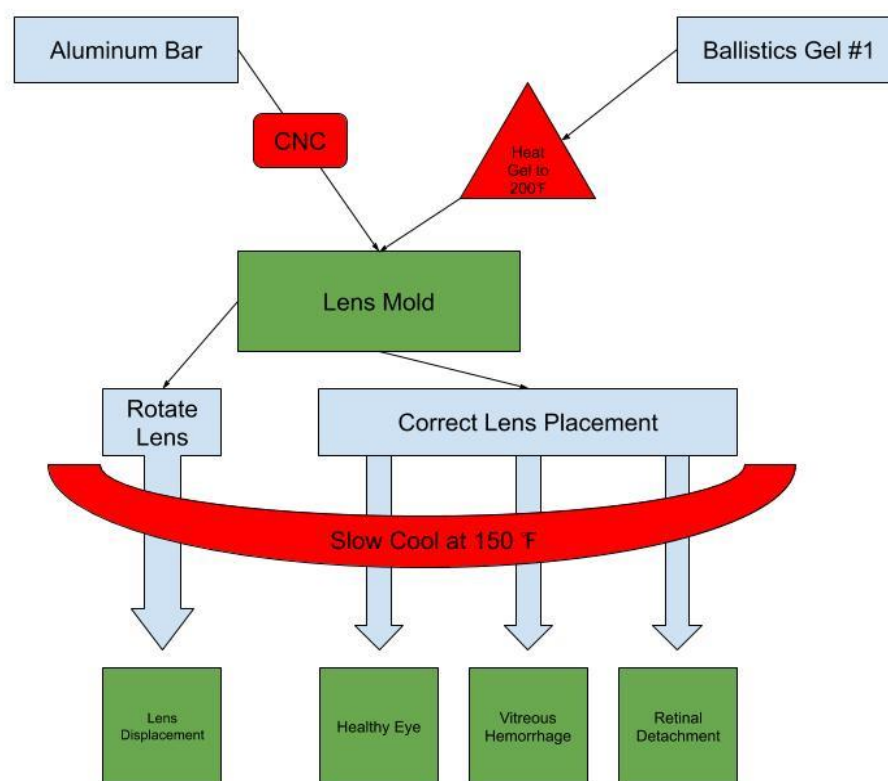 Aluminum Bar
Ballistics Gel #1
CNC
Heat
Gel to
200℉
Lens Mold
Rotate
Lens
Correct Lens Placement
Slow Cool at 150 ℉
Lens
Displacement
Healthy Eye
Vitreous
Hemorrhage
Retinal
Detachment